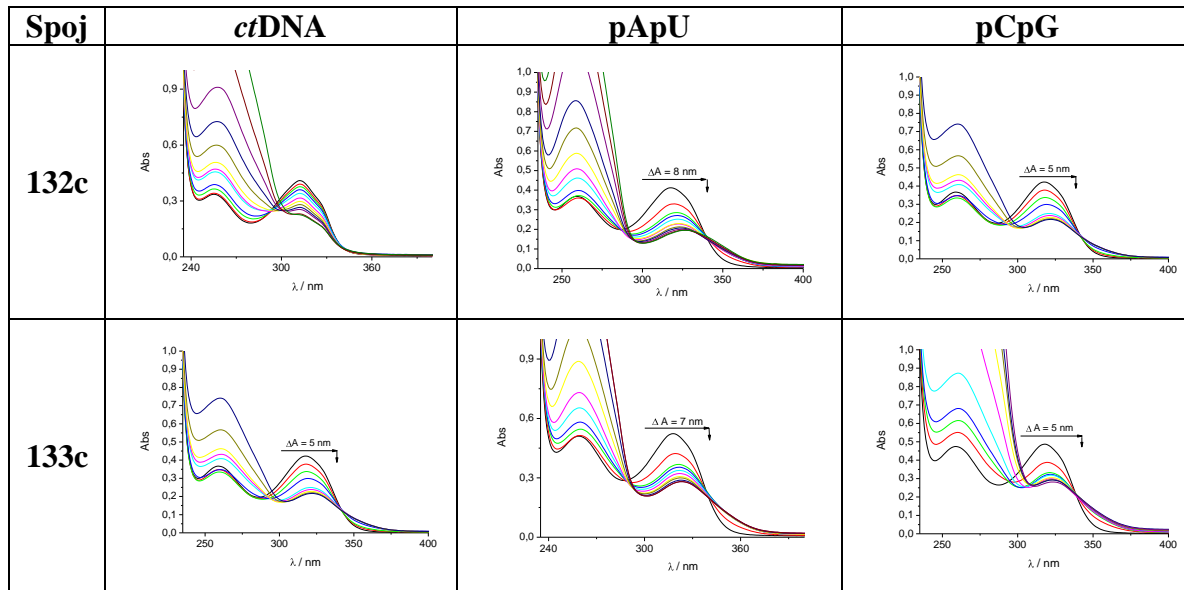 Spoj ctDNA pApU pCpG
132c
0,9
0,6
0,3
0,0
Abs
240 300 360
λ / nm
1,0
0,9
0,8
0,7
0,6
0,5
0,4
0,3
0,2
0,1
0,0
Abs
ΔA = 8 nm
250 300 350 400
λ / nm
1,0
0,9
0,8
0,7
0,6
0,5
0,4
0,3
0,2
0,1
0,0
Abs
ΔA = 5 nm
250 300 350 400
λ / nm
133c
1,0
0,9
0,8
0,7
0,6
0,5
0,4
0,3
0,2
0,1
0,0
Abs
ΔA = 5 nm
250 300 350 400
λ / nm
0,9
0,6
0,3
0,0
Abs
Δ A = 7 nm
240 300 360
λ / nm
1,0
0,9
0,8
0,7
0,6
0,5
0,4
0,3
0,2
0,1
0,0
Abs
ΔA = 5 nm
250 300 350 400
λ / nm